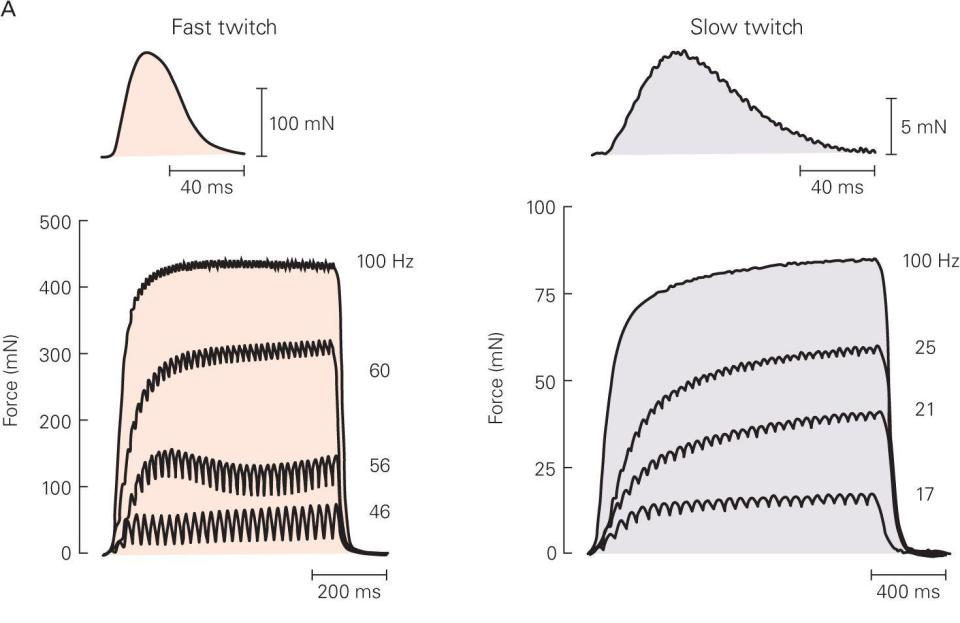 A
Fast twitch
100 mN
40 ms
Slow twitch
5 mN
40 ms
Force (mN)
500
400
300
200
100
0
100 Hz
60
56
46
200 ms
Force (mN)
100
75
50
25
0
100 Hz
25
21
17
400 ms